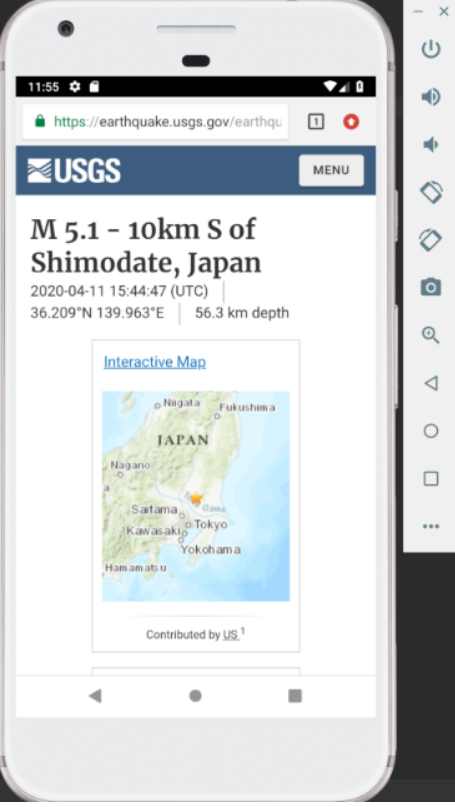 11:55
https://earthquake.usgs.gov/earthqu
1
USGS
MENU
M 5.1 - 10km S of
Shimodate, Japan
2020-04-11 15:44:47 (UTC)
36.209°N 139.963°E
56.3 km depth
Interactive Map
Niigata
Fukushima
JAPAN
Nagano
a
Saitama
Tokyo
Kawasaki
Yokohama
Hamamatsu
Contributed by US 1